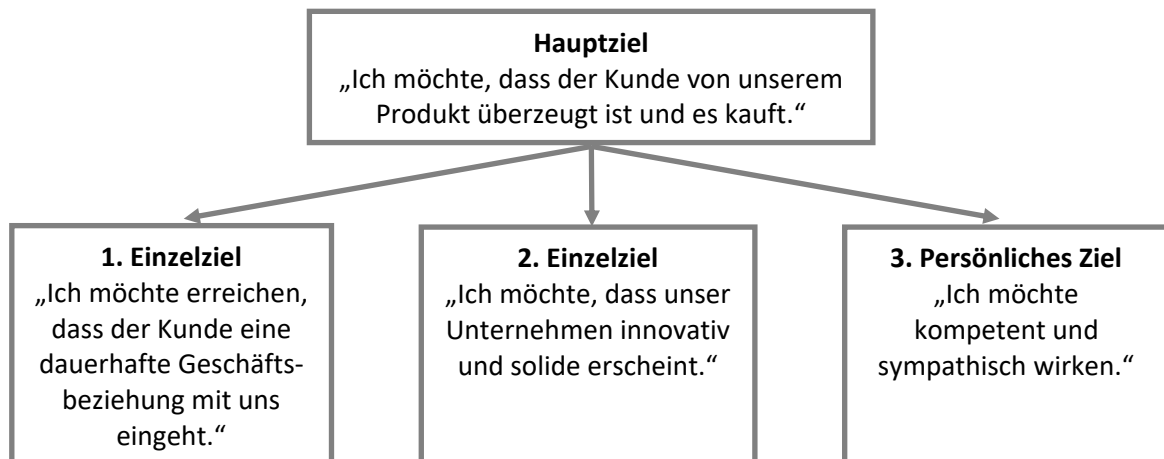 Hauptziel
„Ich möchte, dass der Kunde von unserem
Produkt überzeugt ist und es kauft.“
1. Einzelziel
„Ich möchte erreichen,
dass der Kunde eine
dauerhafte Geschäfts-
beziehung mit uns
eingeht.“
2. Einzelziel
„Ich möchte, dass unser
Unternehmen innovativ
und solide erscheint.“
3. Persönliches Ziel
„Ich möchte
kompetent und
sympathisch wirken.“